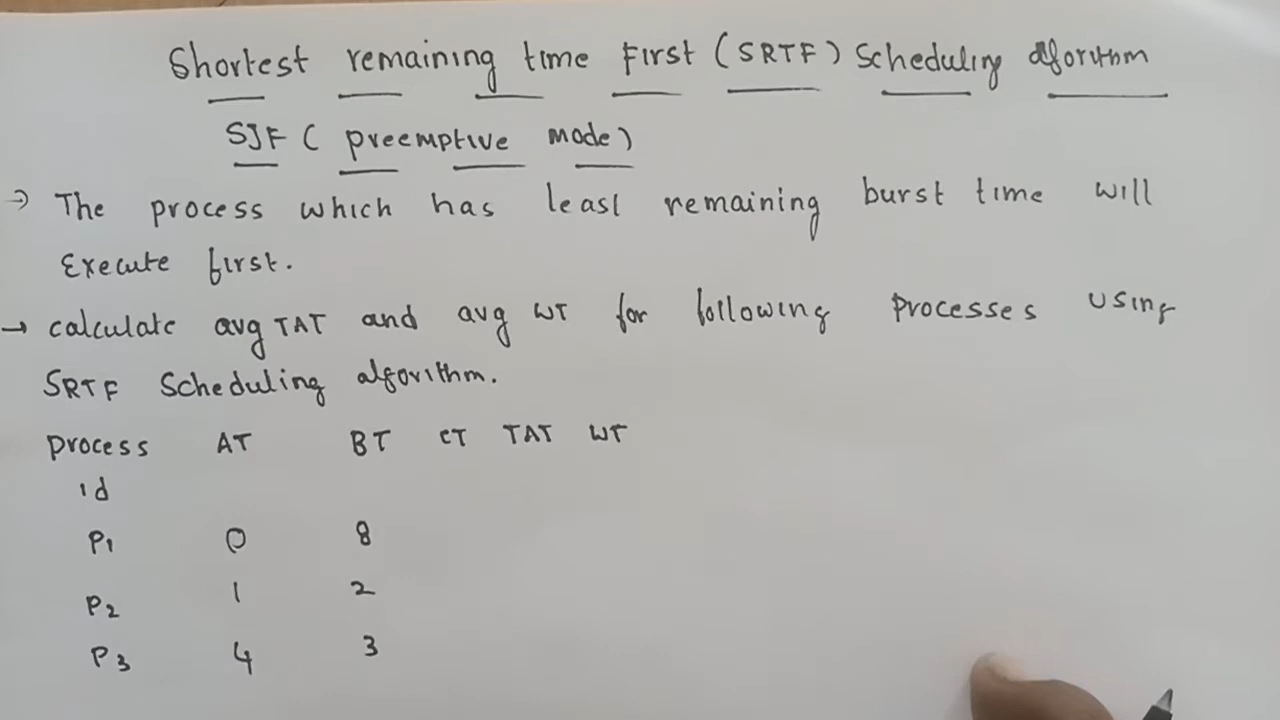 Shortest remaining time First (SRTF) Scheduling algorithm
SJF ( preemptive mode)
→ The process which has least remaining burst time will
Execute first.
→ calculate avg TAT and avg WT for following processes using
SRTF Scheduling algorithm.
process AT BT CT TAT WT
id
P1 0 8
P2 1 2
P3 4 3